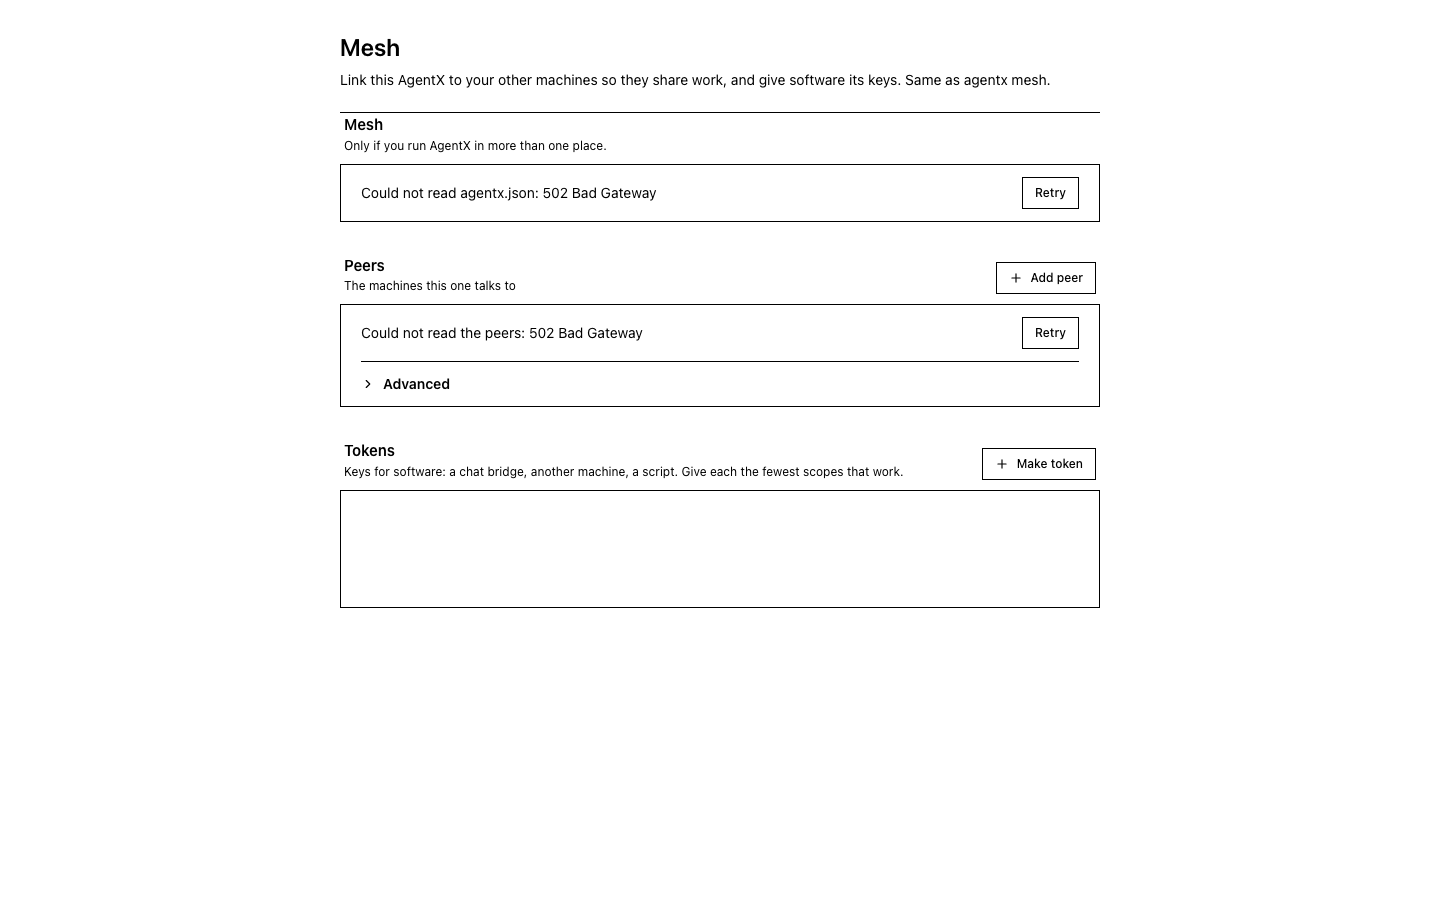 Mesh
Link this AgentX to your other machines so they share work, and give software its keys. Same as agentx mesh.
Mesh
Only if you run AgentX in more than one place.
Could not read agentx.json: 502 Bad Gateway
Retry
Peers
The machines this one talks to
Add peer
Could not read the peers: 502 Bad Gateway
Retry
Advanced
Tokens
Keys for software: a chat bridge, another machine, a script. Give each the fewest scopes that work.
Make token